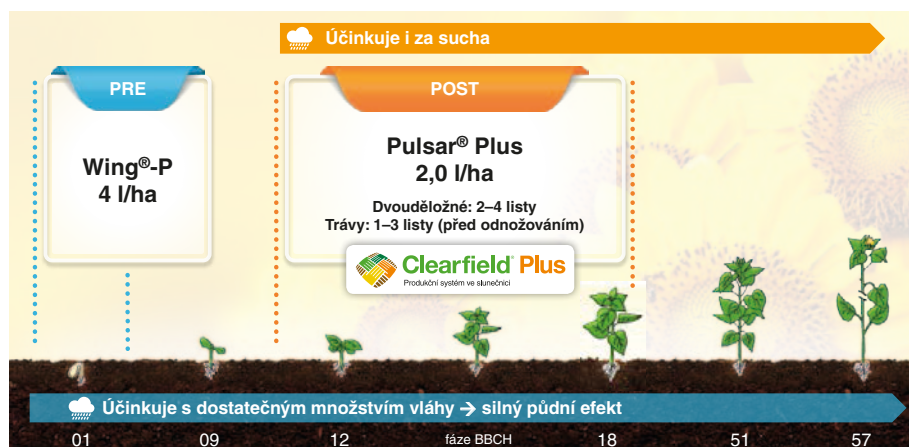 Účinkuje i za sucha
PRE
Wing®-P
4 l/ha
POST
Pulsar® Plus
2,0 l/ha
Dvouděložné: 2–4 listy
Trávy: 1–3 listy (před odnožováním)
Clearfield® Plus
Produkční systém ve slunečnici
Účinkuje s dostatečným množstvím vláhy → silný půdní efekt
01 09 12 fáze BBCH 18 51 57